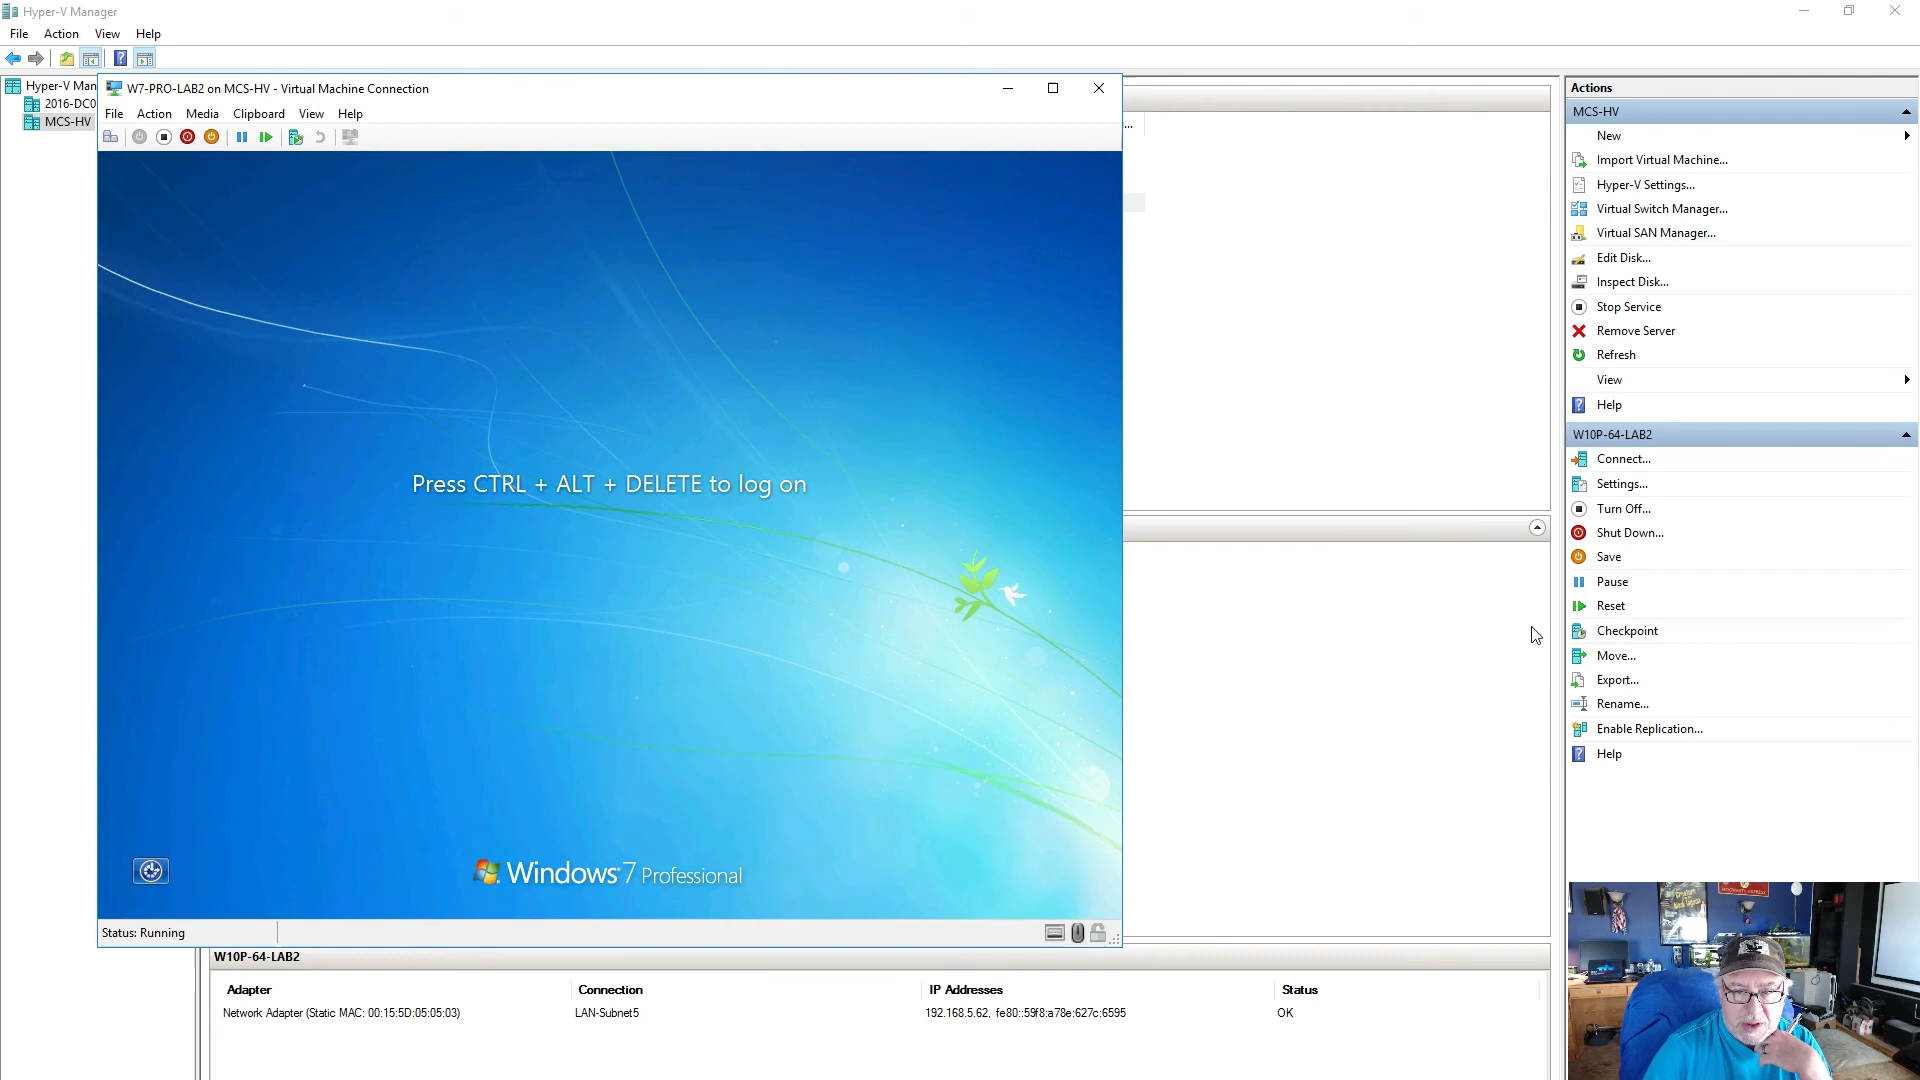 Hyper-V Manager
File Action View Help
Hyper-V Man
2016-DC0
MCS-HV
W7-PRO-LAB2 on MCS-HV - Virtual Machine Connection
File Action Media Clipboard View Help
Press CTRL + ALT + DELETE to log on
Windows 7 Professional
Status: Running
...
W10P-64-LAB2
Adapter Connection IP Addresses Status
Network Adapter (Static MAC: 00:15:5D:05:05:03) LAN-Subnet5 192.168.5.62, fe80::59f8:a78e:627c:6595 OK
Actions
MCS-HV
New
Import Virtual Machine...
Hyper-V Settings...
Virtual Switch Manager...
Virtual SAN Manager...
Edit Disk...
Inspect Disk...
Stop Service
Remove Server
Refresh
View
Help
W10P-64-LAB2
Connect...
Settings...
Turn Off...
Shut Down...
Save
Pause
Reset
Checkpoint
Move...
Export...
Rename...
Enable Replication...
Help